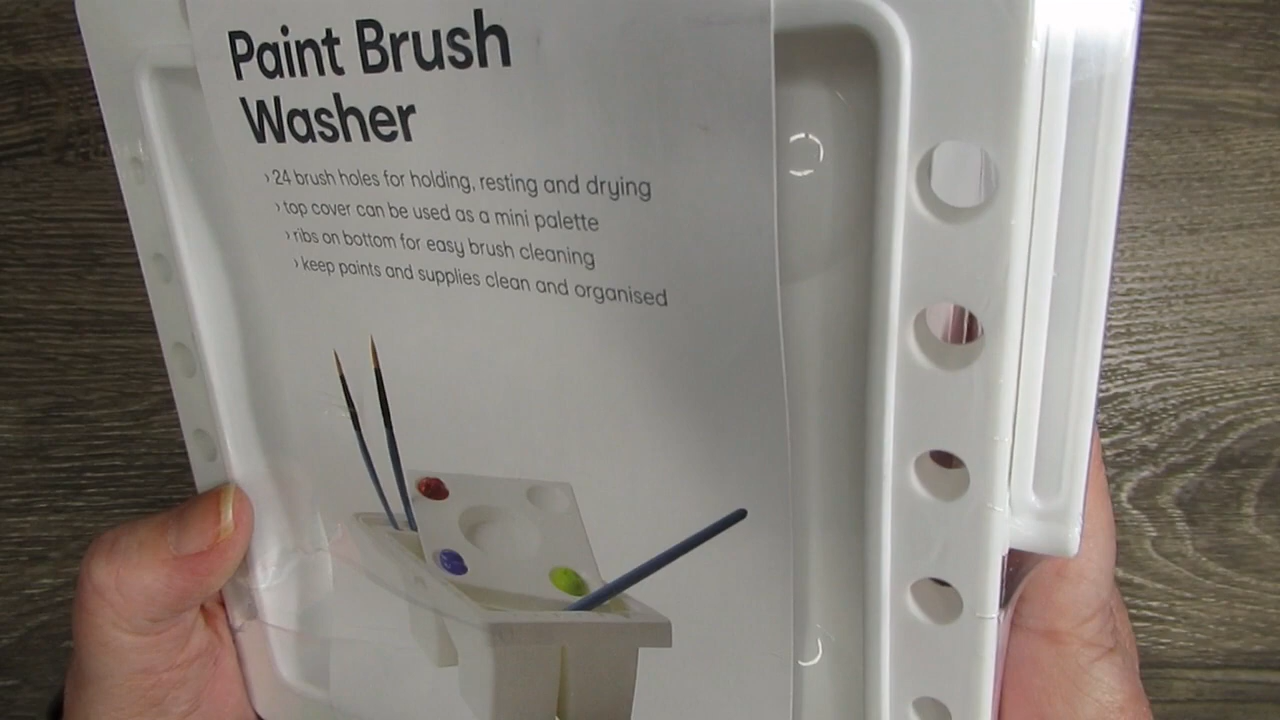 Paint Brush
Washer
› 24 brush holes for holding, resting and drying
› top cover can be used as a mini palette
› ribs on bottom for easy brush cleaning
› keep paints and supplies clean and organised